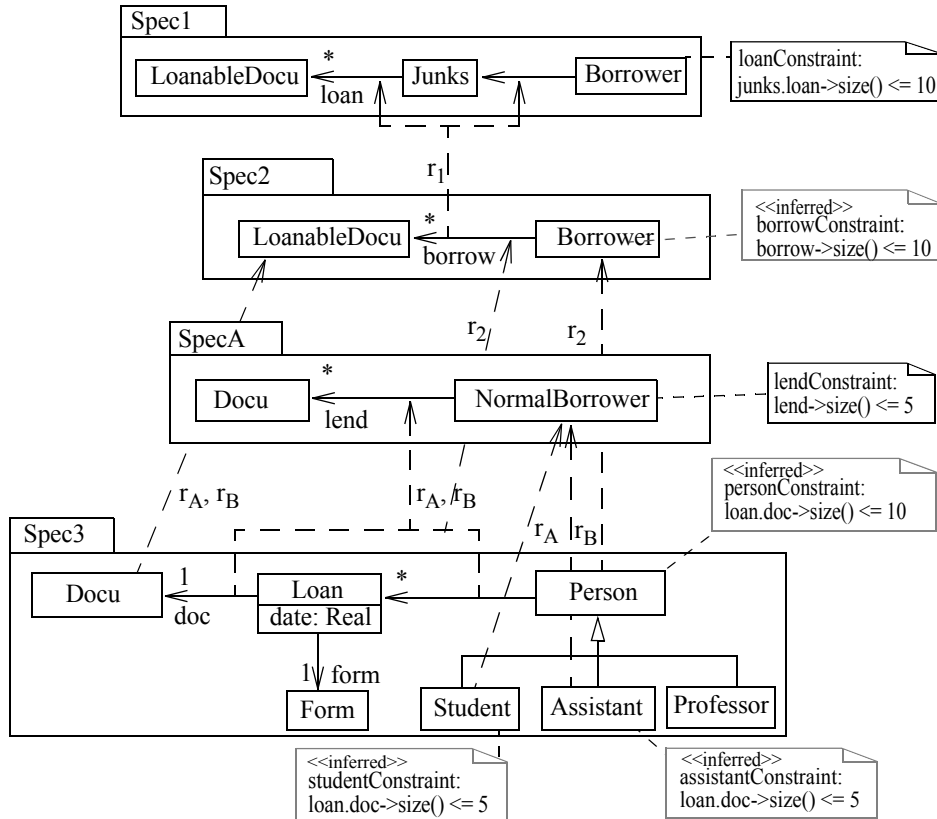 Spec1
LoanableDocu
*
loan
Junks
Borrower
loanConstraint:
junks.loan->size() <= 10
r1
Spec2
LoanableDocu
*
borrow
Borrower
<<inferred>>
borrowConstraint:
borrow->size() <= 10
r2
r2
SpecA
Docu
*
lend
NormalBorrower
lendConstraint:
lend->size() <= 5
rA, rB
rA, rB
rA
rB
<<inferred>>
personConstraint:
loan.doc->size() <= 10
Spec3
Docu
1
doc
Loan
date: Real
*
Person
1
form
Form
Student
Assistant
Professor
<<inferred>>
studentConstraint:
loan.doc->size() <= 5
<<inferred>>
assistantConstraint:
loan.doc->size() <= 5